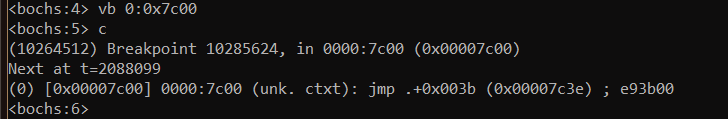 <bochs:4> vb 0:0x7c00
<bochs:5> c
(10264512) Breakpoint 10285624, in 0000:7c00 (0x00007c00)
Next at t=2088099
(0) [0x00007c00] 0000:7c00 (unk. ctxt): jmp .+0x003b (0x00007c3e) ; e93b00
<bochs:6>